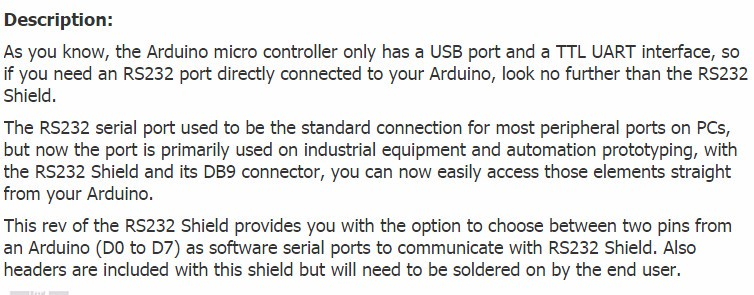 Description:
As you know, the Arduino micro controller only has a USB port and a TTL UART interface, so
if you need an RS232 port directly connected to your Arduino, look no further than the RS232
Shield.
The RS232 serial port used to be the standard connection for most peripheral ports on PCs,
but now the port is primarily used on industrial equipment and automation prototyping, with
the RS232 Shield and its DB9 connector, you can now easily access those elements straight
from your Arduino.
This rev of the RS232 Shield provides you with the option to choose between two pins from
an Arduino (D0 to D7) as software serial ports to communicate with RS232 Shield. Also
headers are included with this shield but will need to be soldered on by the end user.